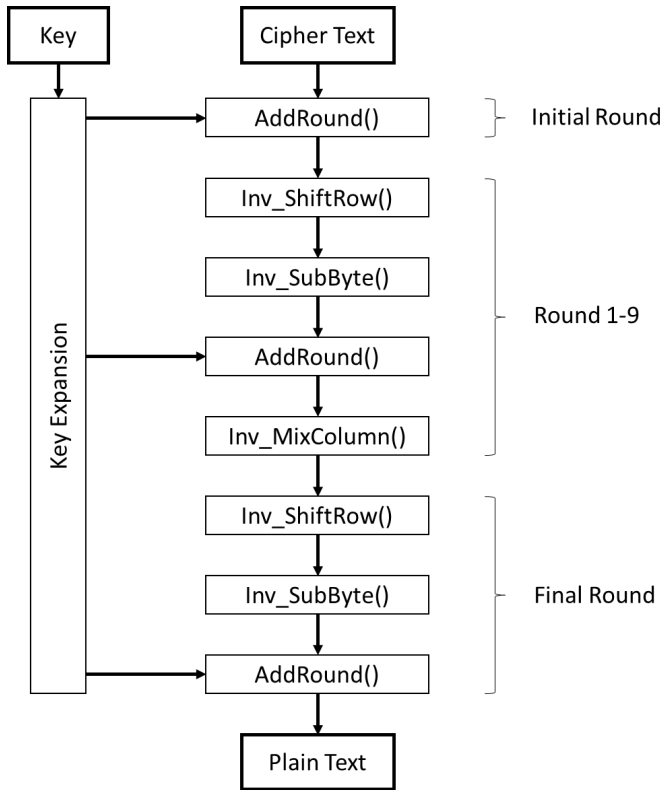 Key
Cipher Text
AddRound()
Initial Round
Inv_ShiftRow()
Inv_SubByte()
Round 1-9
Key Expansion
AddRound()
Inv_MixColumn()
Inv_ShiftRow()
Inv_SubByte()
Final Round
AddRound()
Plain Text